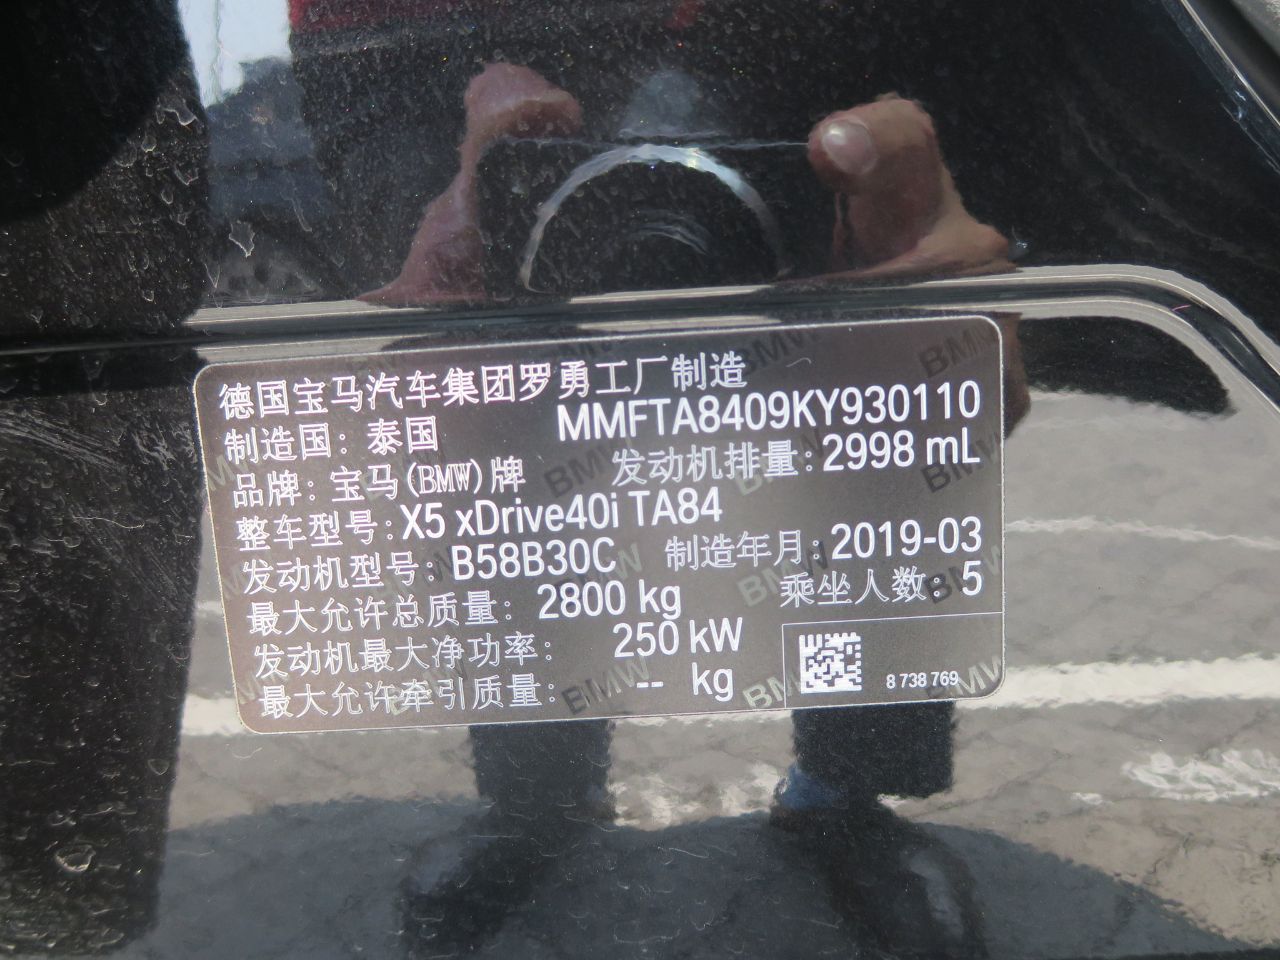 德国宝马汽车集团罗勇工厂制造
制造国：泰国 MMFTA8409KY930110
品牌：宝马(BMW)牌 发动机排量：2998 mL
整车型号：X5 xDrive40i TA84
发动机型号：B58B30C 制造年月：2019-03
最大允许总质量：2800 kg 乘坐人数：5
发动机最大净功率：250 kW
最大允许牵引质量：-- kg
8 738 769